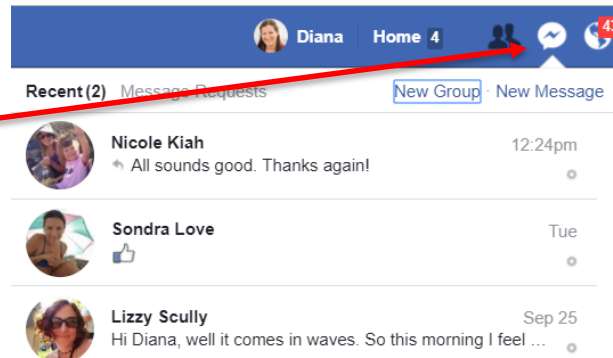 Diana Home 4 43
Recent (2) Message Requests New Group · New Message
Nicole Kiah 12:24pm
All sounds good. Thanks again!
Sondra Love Tue
Lizzy Scully Sep 25
Hi Diana, well it comes in waves. So this morning I feel ...